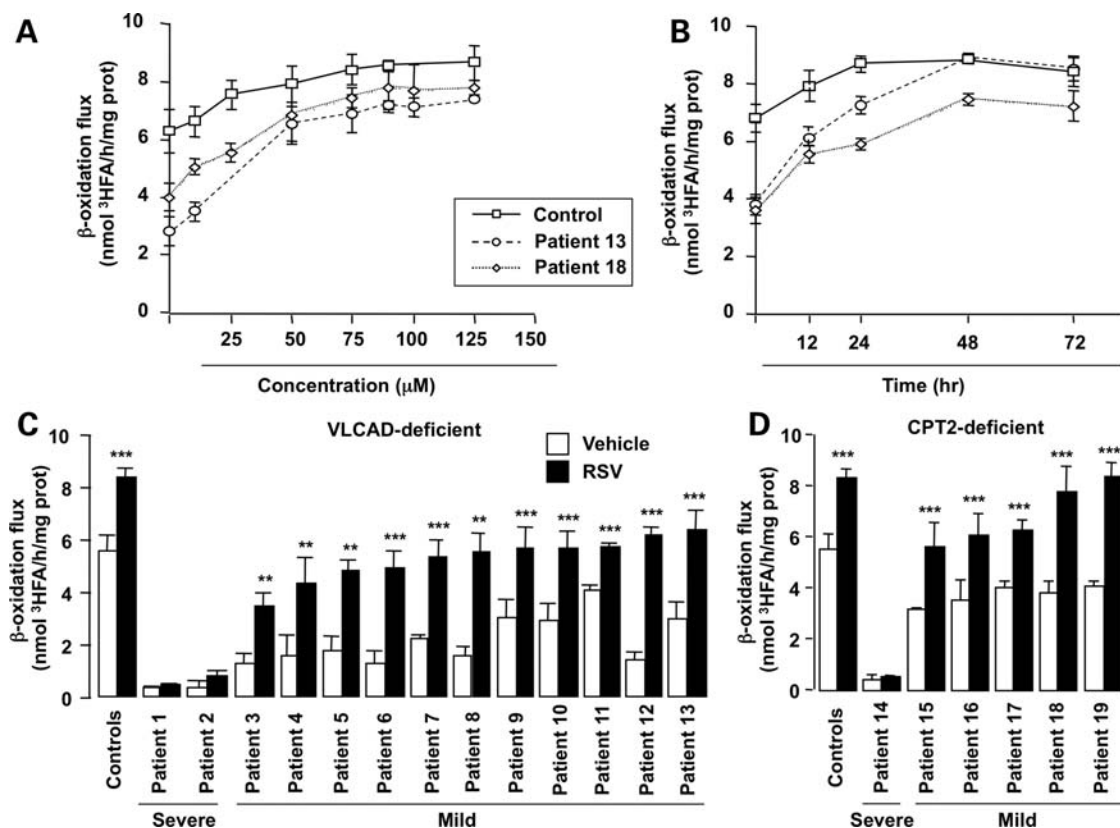 A
β-oxidation flux
(nmol ³HFA/h/mg prot)
10
8
6
4
2
0
25
50
75
100
125
150
Concentration (µM)
Control
Patient 13
Patient 18
B
β-oxidation flux
(nmol ³HFA/h/mg prot)
10
8
6
4
2
0
12
24
48
72
Time (hr)
C
VLCAD-deficient
Vehicle
RSV
β-oxidation flux
(nmol ³HFA/h/mg prot)
10
8
6
4
2
0
***
**
**
**
***
***
**
***
***
***
***
***
Controls
Patient 1
Patient 2
Patient 3
Patient 4
Patient 5
Patient 6
Patient 7
Patient 8
Patient 9
Patient 10
Patient 11
Patient 12
Patient 13
Severe
Mild
D
CPT2-deficient
β-oxidation flux
(nmol ³HFA/h/mg prot)
10
8
6
4
2
0
***
***
***
***
***
***
Controls
Patient 14
Patient 15
Patient 16
Patient 17
Patient 18
Patient 19
Severe
Mild